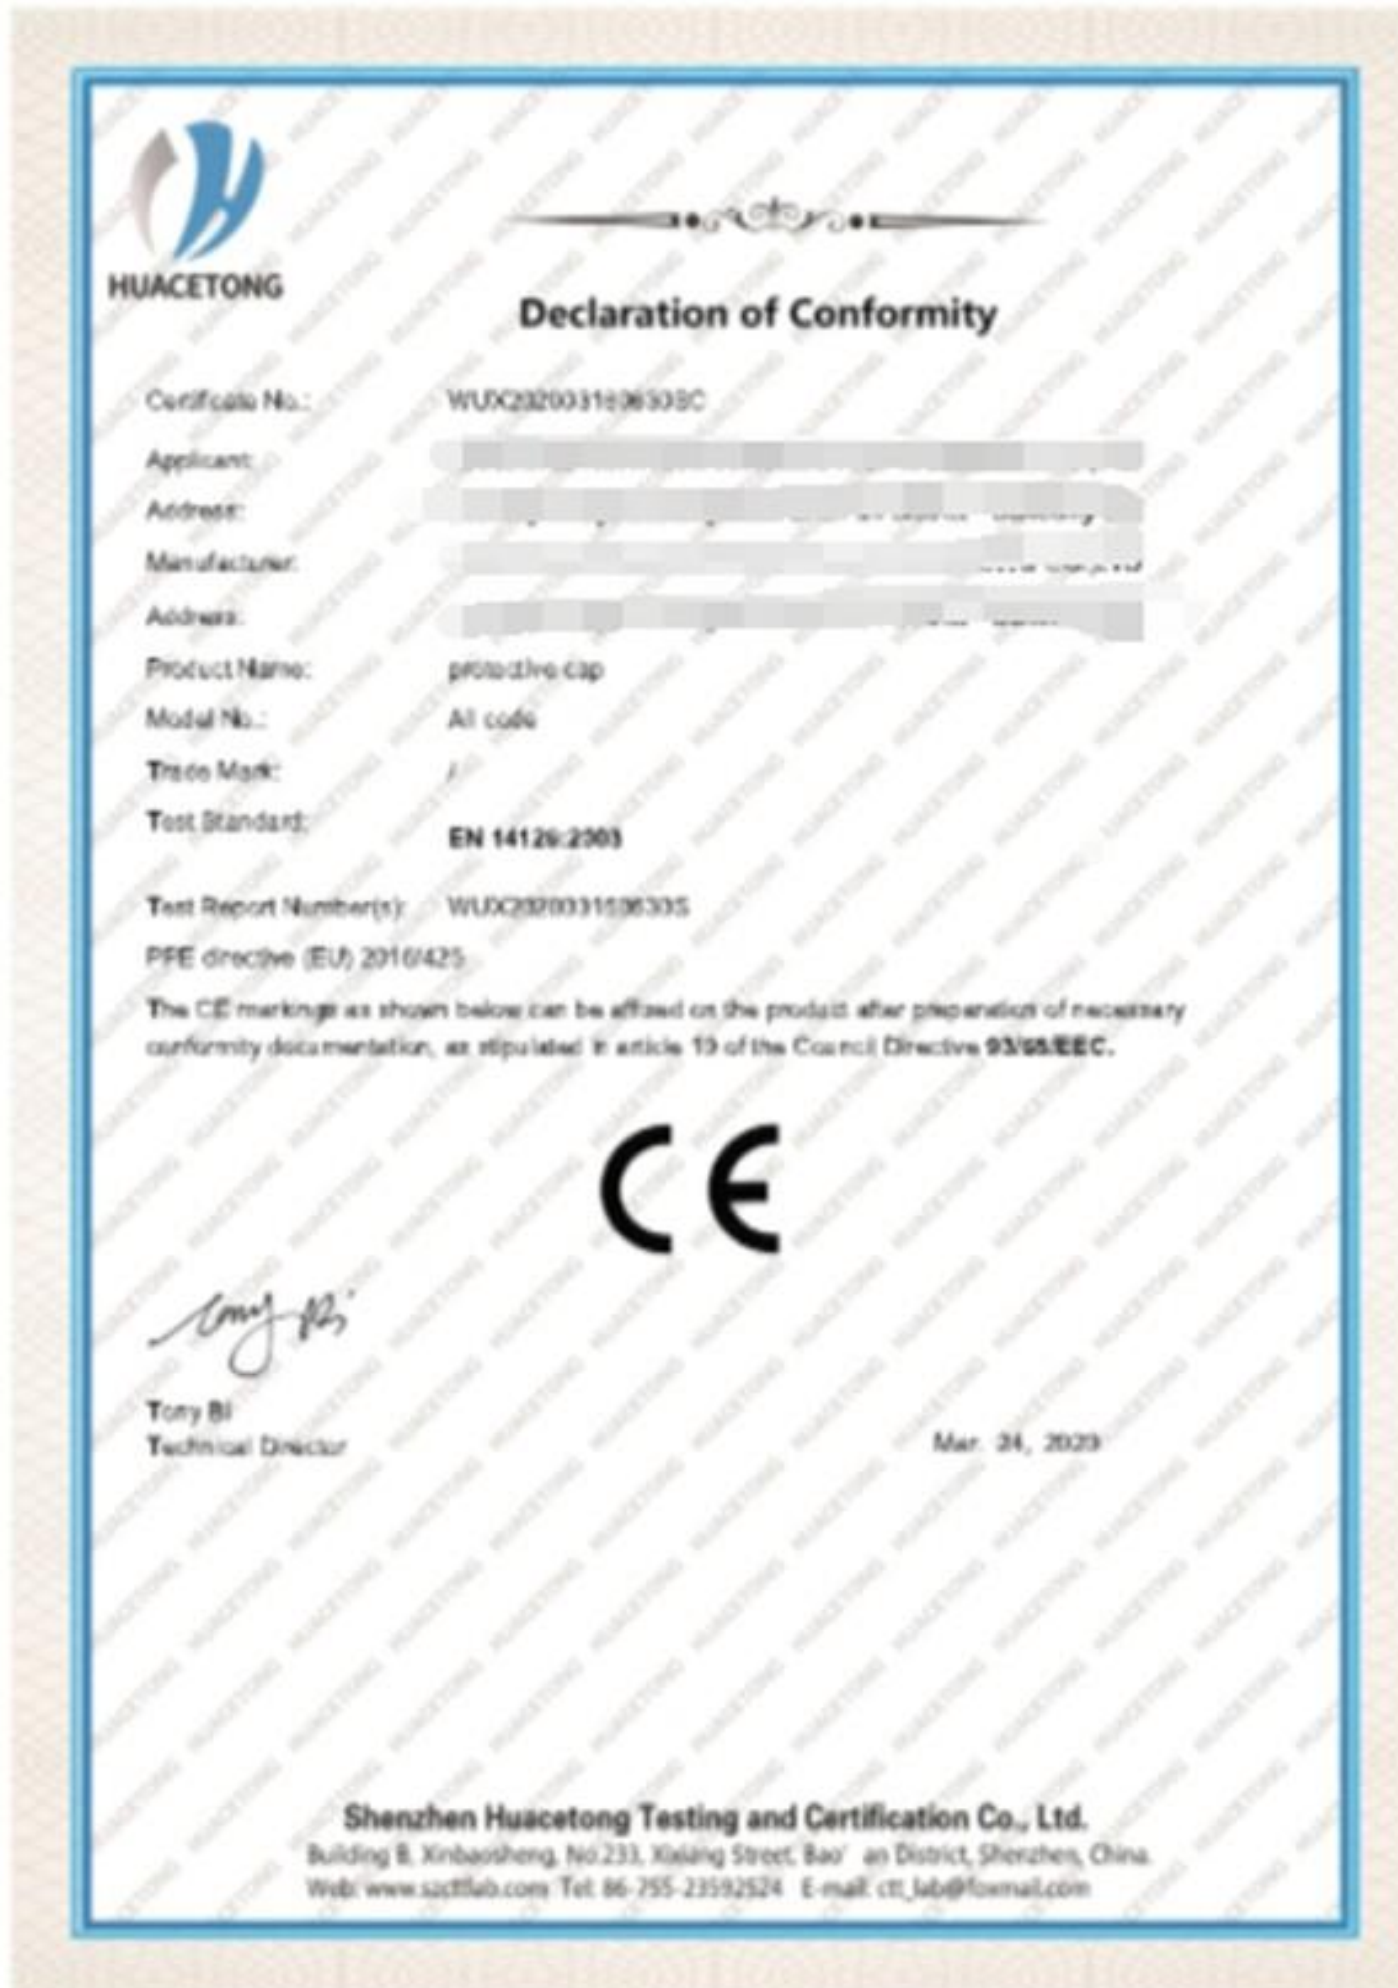 HUACETONG
Declaration of Conformity
Certificate No.:
Applicant:
Address:
Manufacturer:
Address:
Product Name: protective cap
Model No.: All code
Trade Mark: /
Test Standard:
EN 14126:2003
Test Report Number(s):
PPE directive (EU) 2016/425
The CE markings as shown below can be affixed on the product after preparation of necessary
conformity documentation, as stipulated in article 10 of the Council Directive 93/68/EEC.
CE
Tony Bi
Tony Bi
Technical Director
Mar. 24, 2020
Shenzhen Huacetong Testing and Certification Co., Ltd.
Building B, Xinbaosheng, No.233, Xixiang Street, Bao' an District, Shenzhen, China.
Web: www.szcttlab.com Tel: 86-755-23592524 E-mail: ctt_lab@foxmail.com